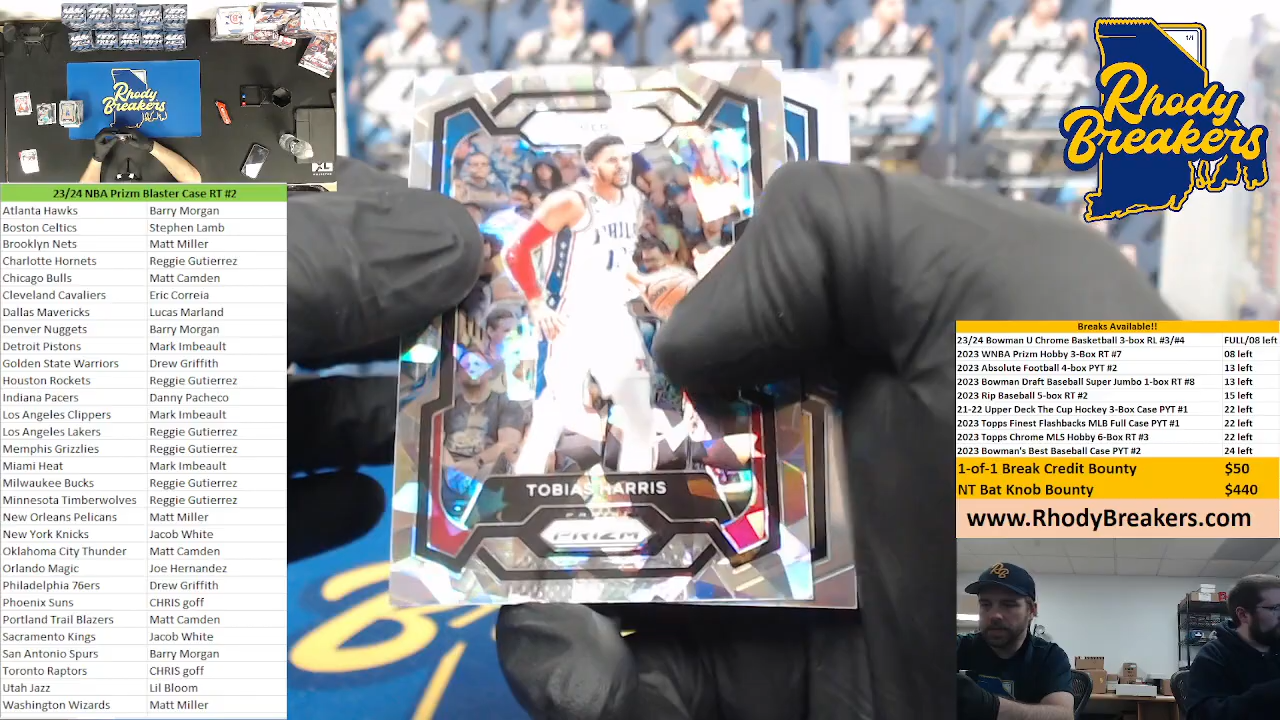 Rhody
Breakers
XL
23/24 NBA Prizm Blaster Case RT #2
Atlanta Hawks Barry Morgan
Boston Celtics Stephen Lamb
Brooklyn Nets Matt Miller
Charlotte Hornets Reggie Gutierrez
Chicago Bulls Matt Camden
Cleveland Cavaliers Eric Correia
Dallas Mavericks Lucas Marland
Denver Nuggets Barry Morgan
Detroit Pistons Mark Imbeault
Golden State Warriors Drew Griffith
Houston Rockets Reggie Gutierrez
Indiana Pacers Danny Pacheco
Los Angeles Clippers Mark Imbeault
Los Angeles Lakers Reggie Gutierrez
Memphis Grizzlies Reggie Gutierrez
Miami Heat Mark Imbeault
Milwaukee Bucks Reggie Gutierrez
Minnesota Timberwolves Reggie Gutierrez
New Orleans Pelicans Matt Miller
New York Knicks Jacob White
Oklahoma City Thunder Matt Camden
Orlando Magic Joe Hernandez
Philadelphia 76ers Drew Griffith
Phoenix Suns CHRIS goff
Portland Trail Blazers Matt Camden
Sacramento Kings Jacob White
San Antonio Spurs Barry Morgan
Toronto Raptors CHRIS goff
Utah Jazz Lil Bloom
Washington Wizards Matt Miller
TOBIAS HARRIS
PRIZM
1/1
Rhody
Breakers
Breaks Available!!
23/24 Bowman U Chrome Basketball 3-box RL #3/#4 FULL/08 left
2023 WNBA Prizm Hobby 3-Box RT #7 08 left
2023 Absolute Football 4-box PYT #2 13 left
2023 Bowman Draft Baseball Super Jumbo 1-box RT #8 13 left
2023 Rip Baseball 5-box RT #2 15 left
21-22 Upper Deck The Cup Hockey 3-Box Case PYT #1 22 left
2023 Topps Finest Flashbacks MLB Full Case PYT #1 22 left
2023 Topps Chrome MLS Hobby 6-Box RT #3 22 left
2023 Bowman's Best Baseball Case PYT #2 24 left
1-of-1 Break Credit Bounty $50
NT Bat Knob Bounty $440
www.RhodyBreakers.com